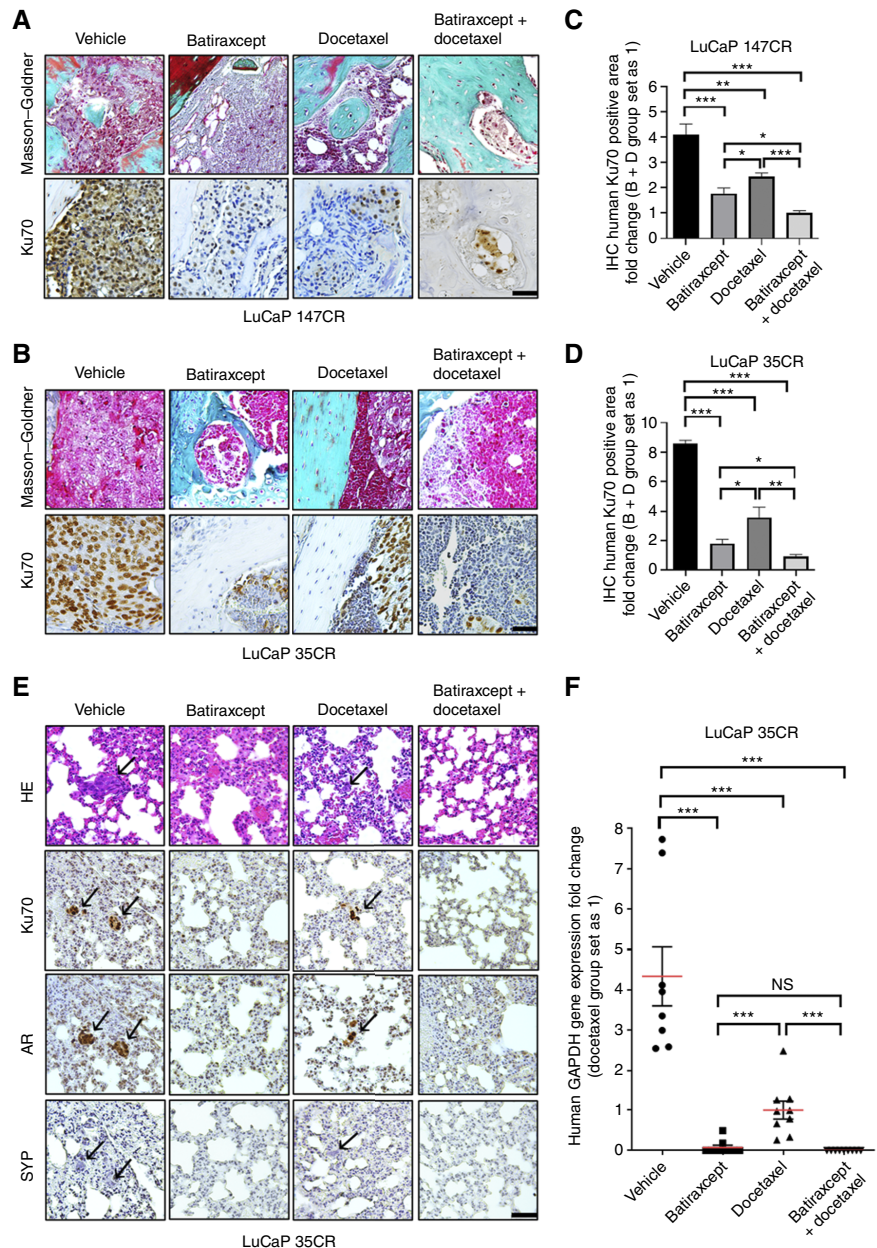 A
Vehicle
Batiraxcept
Docetaxel
Batiraxcept +
docetaxel
Masson–Goldner
Ku70
LuCaP 147CR
C
LuCaP 147CR
***
**
***
*
*
***
IHC human Ku70 positive area
fold change (B + D group set as 1)
6
5
4
3
2
1
0
Vehicle
Batiraxcept
Docetaxel
Batiraxcept
+ docetaxel
B
Vehicle
Batiraxcept
Docetaxel
Batiraxcept +
docetaxel
Masson–Goldner
Ku70
LuCaP 35CR
D
LuCaP 35CR
***
***
***
*
*
**
IHC human Ku70 positive area
fold change (B + D group set as 1)
10
8
6
4
2
0
Vehicle
Batiraxcept
Docetaxel
Batiraxcept
+ docetaxel
E
Vehicle
Batiraxcept
Docetaxel
Batiraxcept +
docetaxel
HE
Ku70
AR
SYP
LuCaP 35CR
F
LuCaP 35CR
***
***
***
NS
***
***
Human GAPDH gene expression fold change
(docetaxel group set as 1)
8
7
6
5
4
3
2
1
0
Vehicle
Batiraxcept
Docetaxel
Batiraxcept
+ docetaxel